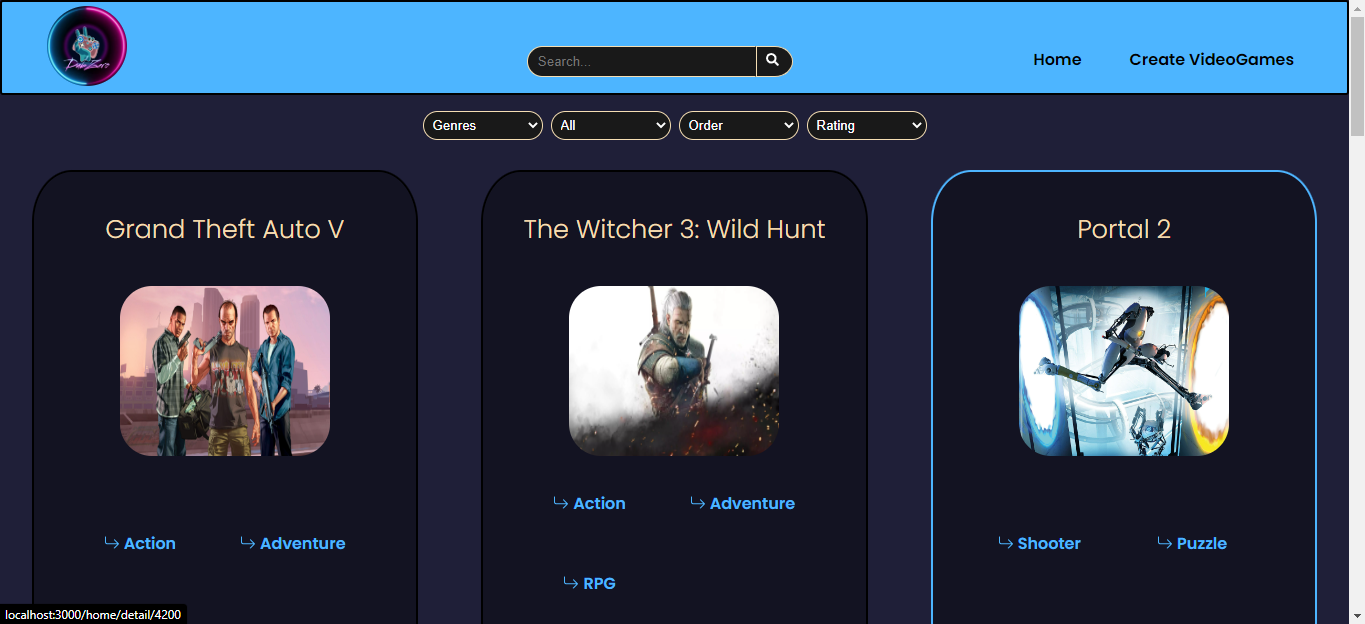 Search...
Home
Create VideoGames
Genres
All
Order
Rating
Grand Theft Auto V
The Witcher 3: Wild Hunt
Portal 2
Action
Adventure
Action
Adventure
RPG
Shooter
Puzzle
localhost:3000/home/detail/4200